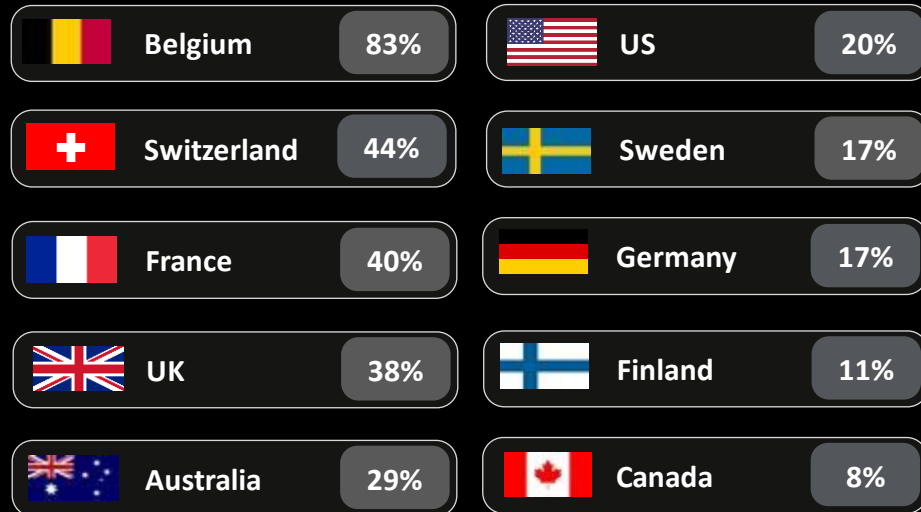 Belgium 83%
Switzerland 44%
France 40%
UK 38%
Australia 29%
US 20%
Sweden 17%
Germany 17%
Finland 11%
Canada 8%